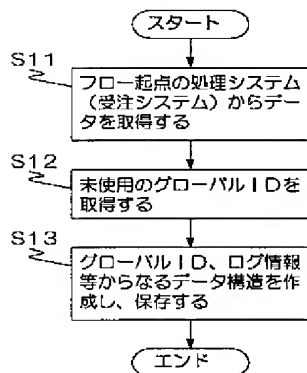 スタート
S11
フロー起点の処理システム
(受注システム)からデー
タを取得する
S12
未使用のグローバルIDを
取得する
S13
グローバルID、ログ情報
等からなるデータ構造を作
成し、保存する
エンド